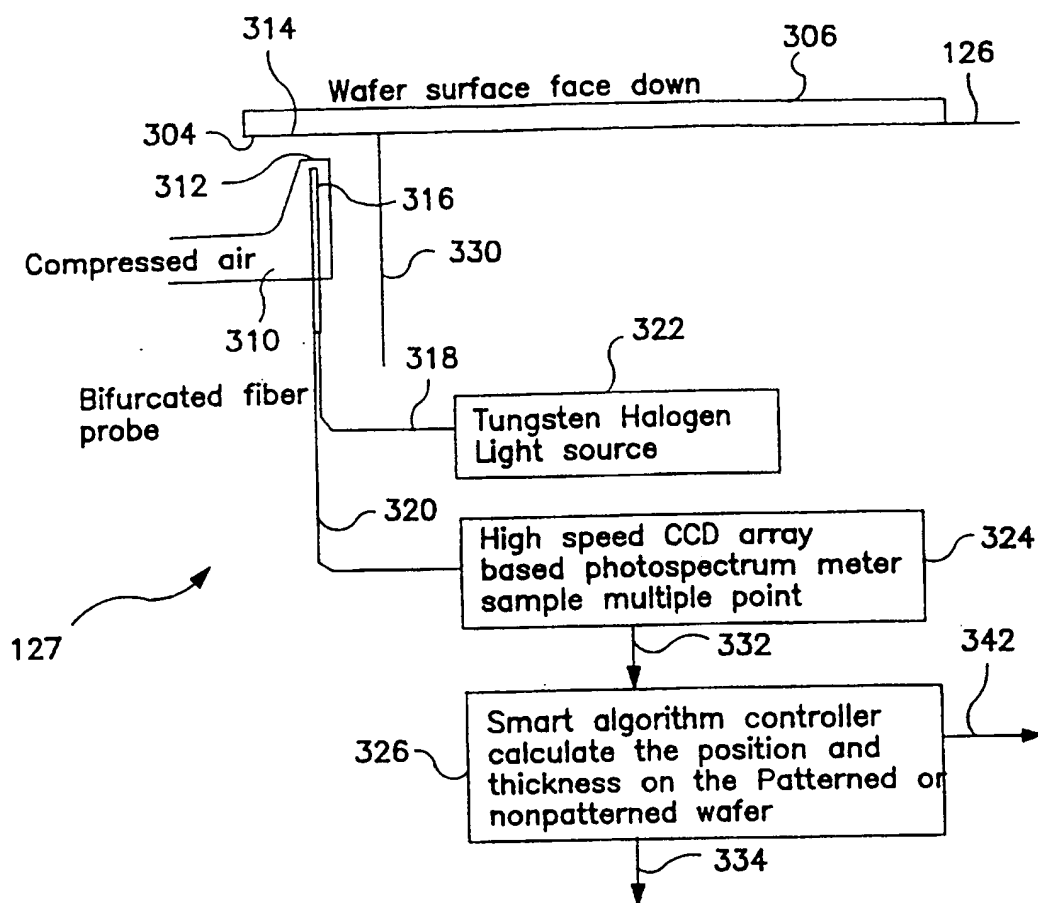 314
306
126
Wafer surface face down
304
312
316
Compressed air
330
310
322
318
Bifurcated fiber
probe
Tungsten Halogen
Light source
320
High speed CCD array
based photospectrum meter
sample multiple point
324
127
332
342
Smart algorithm controller
calculate the position and
thickness on the Patterned or
nonpatterned wafer
326
334